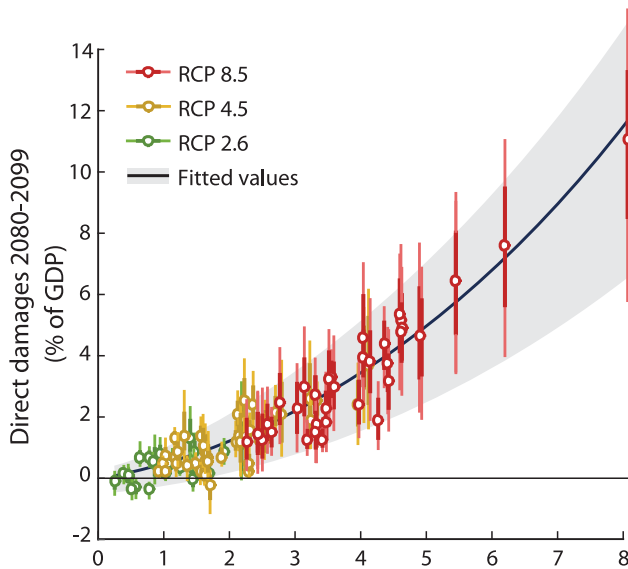 Direct damages 2080-2099
(% of GDP)
14
12
10
8
6
4
2
0
-2
RCP 8.5
RCP 4.5
RCP 2.6
Fitted values
0 1 2 3 4 5 6 7 8